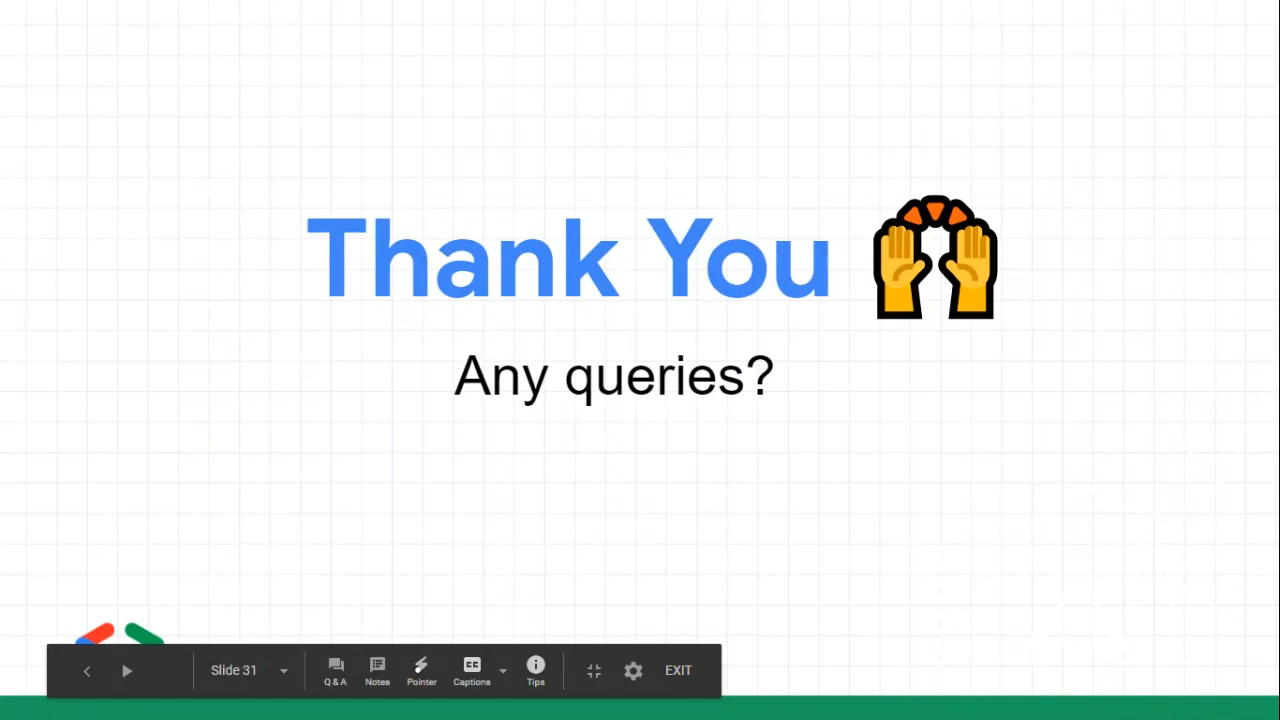 Thank You
Any queries?
Slide 31
Q & A Notes Pointer Captions Tips
EXIT